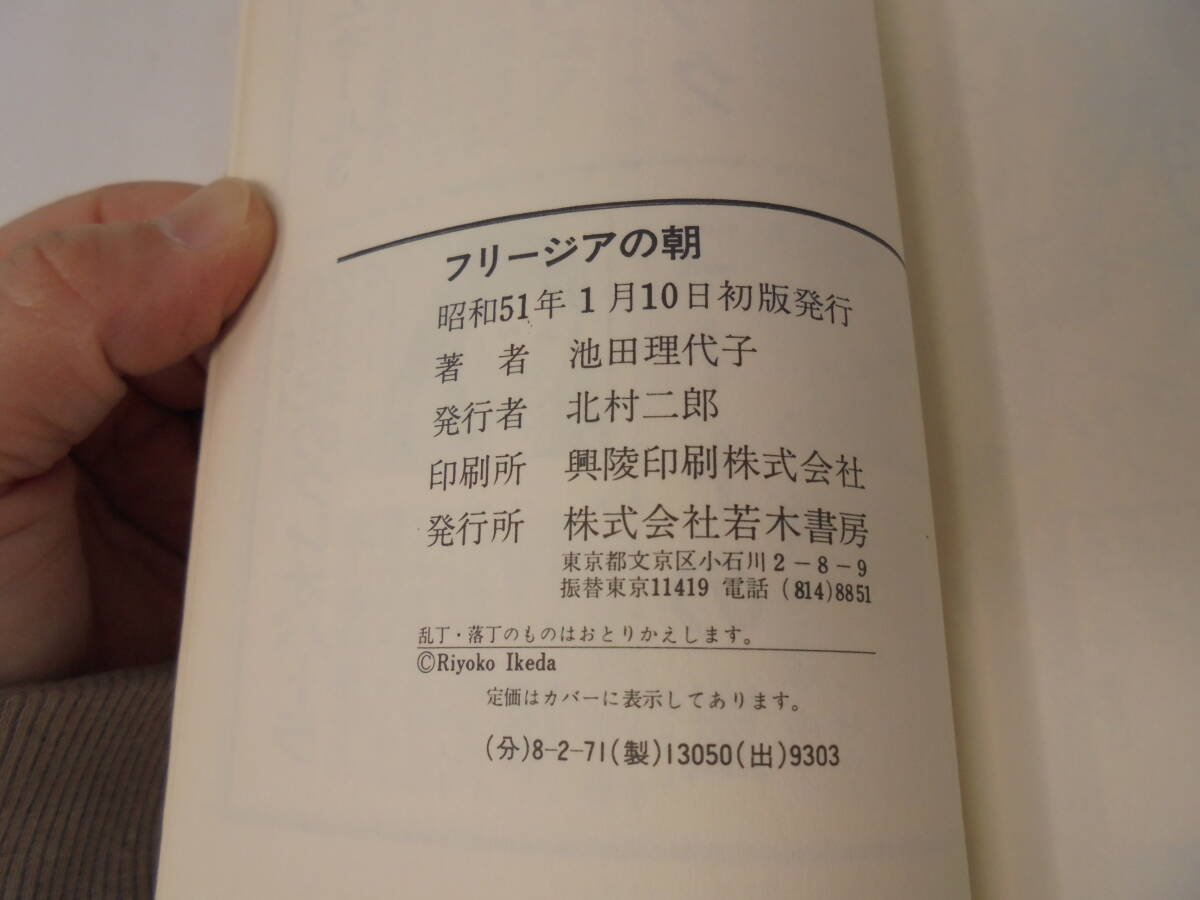 フリージアの朝
昭和51年1月10日初版発行
著者 池田理代子
発行者 北村二郎
印刷所 興陵印刷株式会社
発行所 株式会社若木書房
東京都文京区小石川2-8-9
振替東京11419 電話(814)8851
乱丁・落丁のものはおとりかえします。
©Riyoko Ikeda
定価はカバーに表示してあります。
(分)8-2-71(製)13050(出)9303